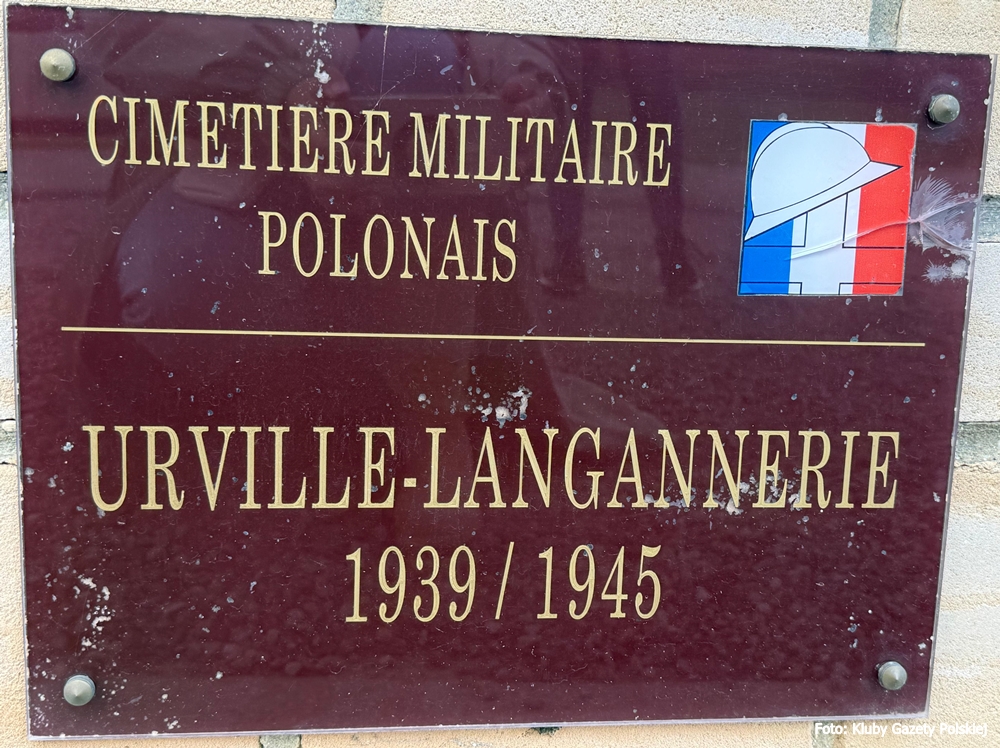 CIMETIERE MILITAIRE
POLONAIS
URVILLE-LANGANNERIE
1939 / 1945
Foto: Kluby Gazety Polskiej